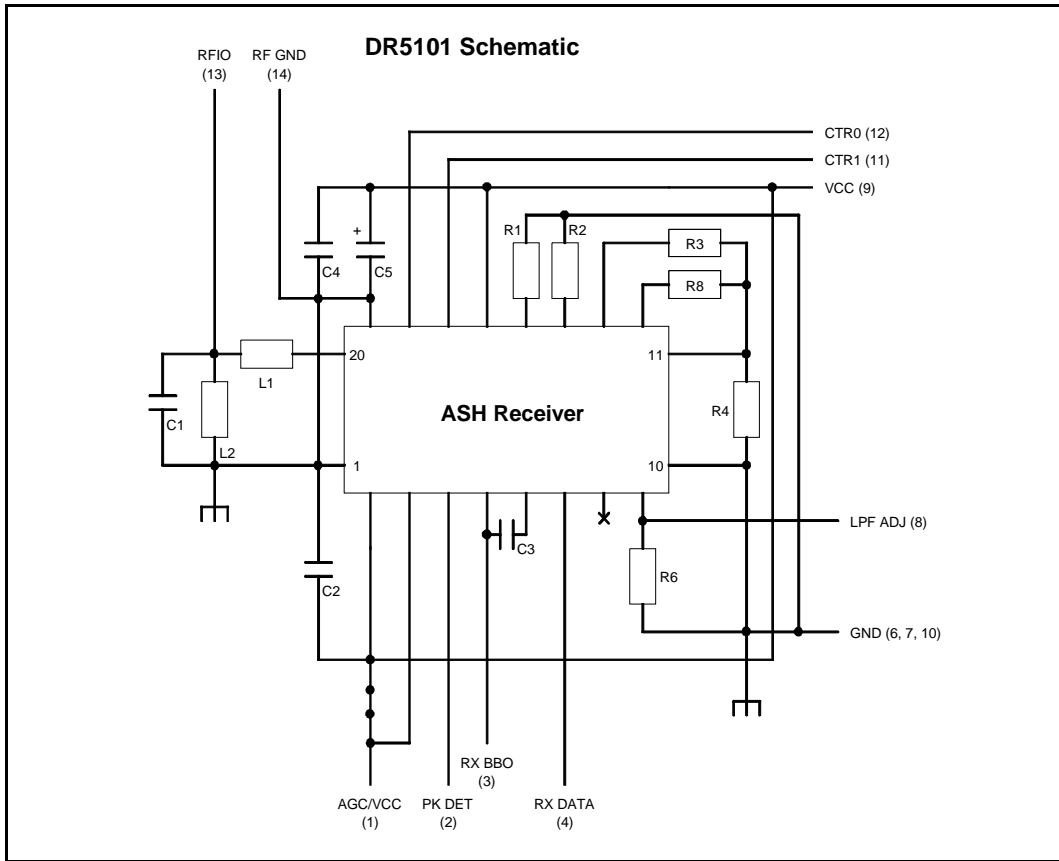 DR5101 Schematic
RFIO
(13)
RF GND
(14)
CTR0 (12)
CTR1 (11)
VCC (9)
R1
R2
R3
+
C4
C5
R8
20
11
L1
ASH Receiver
R4
C1
L2
1
10
LPF ADJ (8)
C3
C2
R6
GND (6, 7, 10)
RX BBO
(3)
AGC/VCC
(1)
PK DET
(2)
RX DATA
(4)